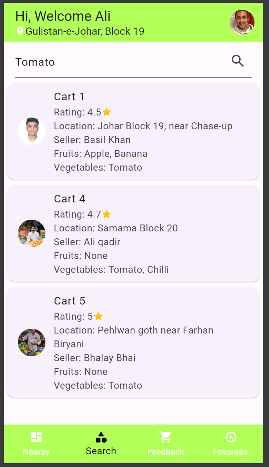 Hi, Welcome Ali
Gulistan-e-Johar, Block 19
Tomato
Cart 1
Rating: 4.5
Location: Johar Block 19, near Chase-up
Seller: Basil Khan
Fruits: Apple, Banana
Vegetables: Tomato
Cart 4
Rating: 4.7
Location: Samama Block 20
Seller: Ali qadir
Fruits: None
Vegetables: Tomato, Chilli
Cart 5
Rating: 5
Location: Pehlwan goth near Farhan
Biryani
Seller: Bhalay Bhai
Fruits: None
Vegetables: Tomato
Nearby Search Feedback Favorites